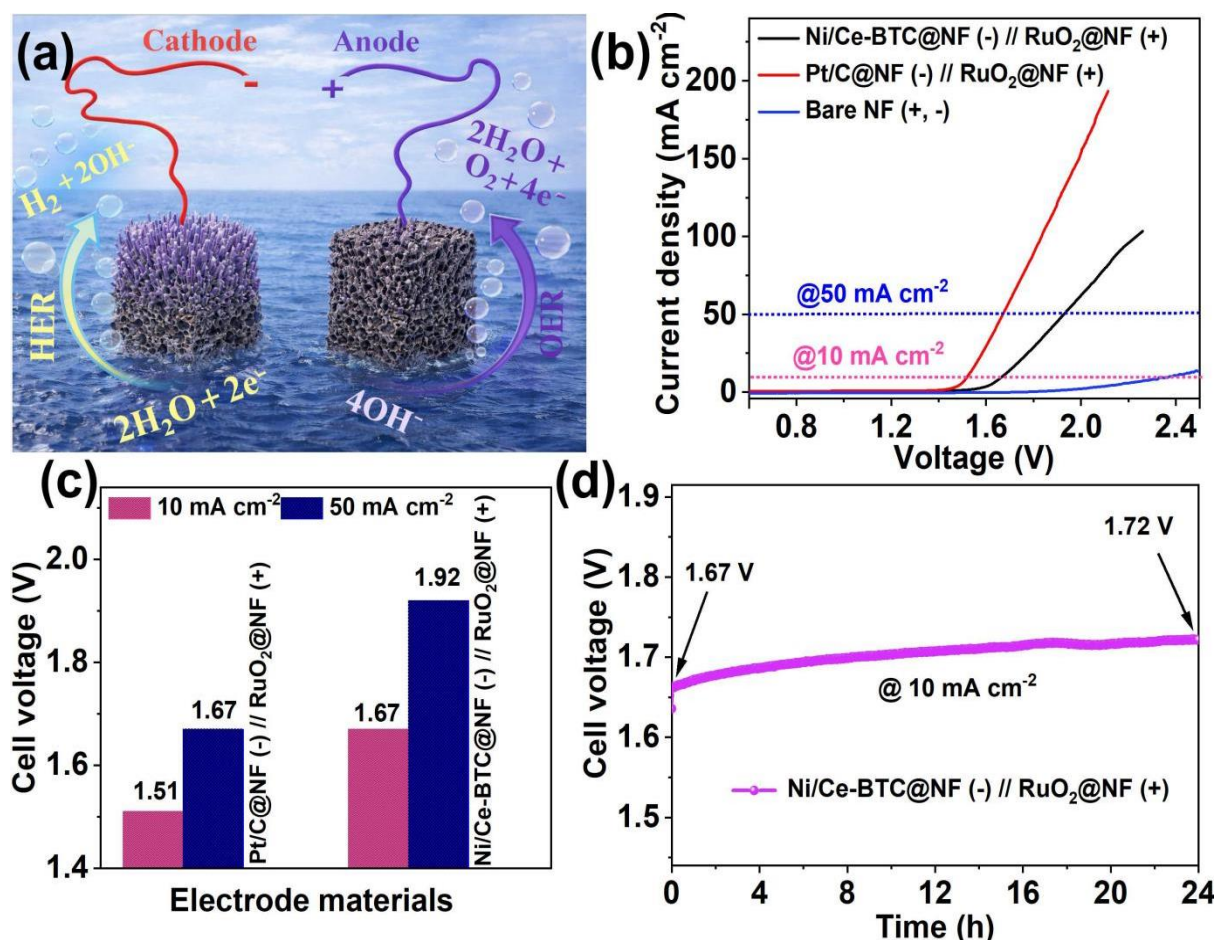 (a)
Cathode
Anode
-
+
H₂ + 2OH⁻
2H₂O +
O₂ + 4e⁻
HER
OER
2H₂O + 2e⁻
4OH⁻
(b)
Ni/Ce-BTC@NF (-) // RuO₂@NF (+)
Pt/C@NF (-) // RuO₂@NF (+)
Bare NF (+, -)
@50 mA cm⁻²
@10 mA cm⁻²
200
150
100
50
0
0.8 1.2 1.6 2.0 2.4
Current density (mA cm⁻²)
Voltage (V)
(c)
10 mA cm⁻² 50 mA cm⁻²
2.0
1.8
1.6
1.4
1.51
1.67
1.67
1.92
Pt/C@NF (-) // RuO₂@NF (+)
Ni/Ce-BTC@NF (-) // RuO₂@NF (+)
Cell voltage (V)
Electrode materials
(d)
1.9
1.8
1.7
1.6
1.5
1.67 V
1.72 V
@ 10 mA cm⁻²
Ni/Ce-BTC@NF (-) // RuO₂@NF (+)
0 4 8 12 16 20 24
Cell voltage (V)
Time (h)